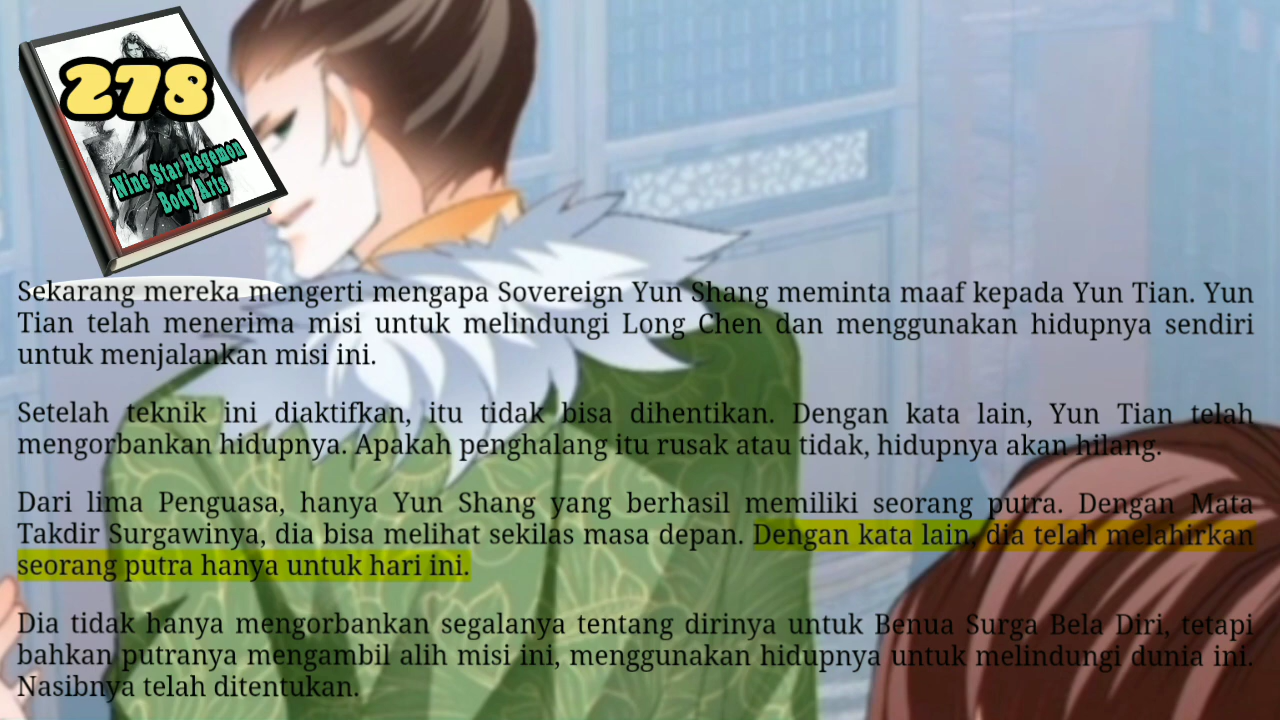 278
Nine Star Hegemon
Body Arts
Sekarang mereka mengerti mengapa Sovereign Yun Shang meminta maaf kepada Yun Tian. Yun
Tian telah menerima misi untuk melindungi Long Chen dan menggunakan hidupnya sendiri
untuk menjalankan misi ini.
Setelah teknik ini diaktifkan, itu tidak bisa dihentikan. Dengan kata lain, Yun Tian telah
mengorbankan hidupnya. Apakah penghalang itu rusak atau tidak, hidupnya akan hilang.
Dari lima Penguasa, hanya Yun Shang yang berhasil memiliki seorang putra. Dengan Mata
Takdir Surgawinya, dia bisa melihat sekilas masa depan. Dengan kata lain, dia telah melahirkan
seorang putra hanya untuk hari ini.
Dia tidak hanya mengorbankan segalanya tentang dirinya untuk Benua Surga Bela Diri, tetapi
bahkan putranya mengambil alih misi ini, menggunakan hidupnya untuk melindungi dunia ini.
Nasibnya telah ditentukan.